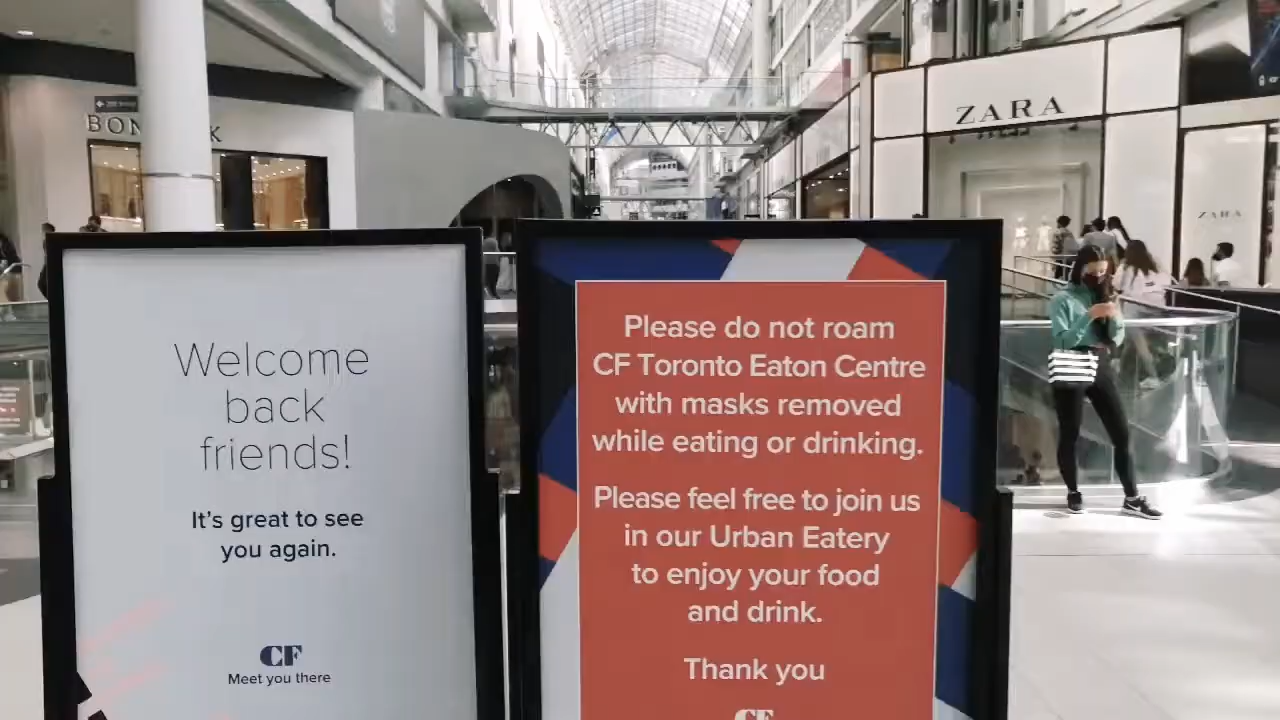 BON
K
ZARA
ZARA
Welcome
back
friends!
It's great to see
you again.
CF
Meet you there
Please do not roam
CF Toronto Eaton Centre
with masks removed
while eating or drinking.
Please feel free to join us
in our Urban Eatery
to enjoy your food
and drink.
Thank you
CF